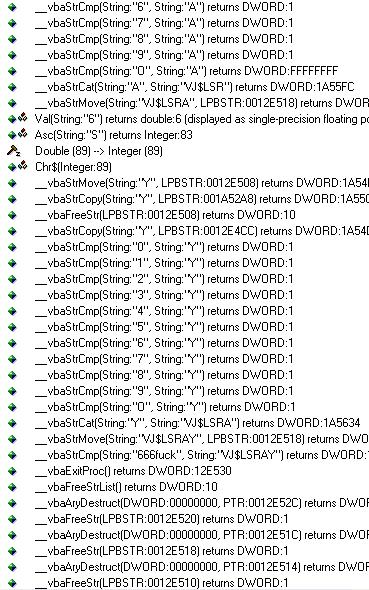 __vbaStrCmp(String:"6", String:"A") returns DWORD:1
__vbaStrCmp(String:"7", String:"A") returns DWORD:1
__vbaStrCmp(String:"8", String:"A") returns DWORD:1
__vbaStrCmp(String:"9", String:"A") returns DWORD:1
__vbaStrCmp(String:"O", String:"A") returns DWORD:FFFFFFFF
__vbaStrCat(String:"A", String:"VJ$LSR") returns DWORD:1A55FC
__vbaStrMove(String:"VJ$LSRA", LPBSTR:0012E518) returns DWOR
Val(String:"6") returns double:6 (displayed as single-precision floating po
Asc(String:"S") returns Integer:83
Double (89) --> Integer (89)
Chr$(Integer:89)
__vbaStrMove(String:"Y", LPBSTR:0012E508) returns DWORD:1A54
__vbaStrCopy(String:"Y", LPBSTR:001A52A8) returns DWORD:1A550
__vbaFreeStr(LPBSTR:0012E508) returns DWORD:10
__vbaStrCopy(String:"Y", LPBSTR:0012E4CC) returns DWORD:1A54
__vbaStrCmp(String:"0", String:"Y") returns DWORD:1
__vbaStrCmp(String:"1", String:"Y") returns DWORD:1
__vbaStrCmp(String:"2", String:"Y") returns DWORD:1
__vbaStrCmp(String:"3", String:"Y") returns DWORD:1
__vbaStrCmp(String:"4", String:"Y") returns DWORD:1
__vbaStrCmp(String:"5", String:"Y") returns DWORD:1
__vbaStrCmp(String:"6", String:"Y") returns DWORD:1
__vbaStrCmp(String:"7", String:"Y") returns DWORD:1
__vbaStrCmp(String:"8", String:"Y") returns DWORD:1
__vbaStrCmp(String:"9", String:"Y") returns DWORD:1
__vbaStrCmp(String:"O", String:"Y") returns DWORD:1
__vbaStrCat(String:"Y", String:"VJ$LSRA") returns DWORD:1A5634
__vbaStrMove(String:"VJ$LSRAY", LPBSTR:0012E518) returns DWO
__vbaStrCmp(String:"666fuck", String:"VJ$LSRAY") returns DWORD:
__vbaExitProc() returns DWORD:12E530
__vbaFreeStrList() returns DWORD:10
__vbaAryDestruct(DWORD:00000000, PTR:0012E52C) returns DWOR
__vbaFreeStr(LPBSTR:0012E520) returns DWORD:1
__vbaAryDestruct(DWORD:00000000, PTR:0012E51C) returns DWOR
__vbaFreeStr(LPBSTR:0012E518) returns DWORD:1
__vbaAryDestruct(DWORD:00000000, PTR:0012E514) returns DWOR
__vbaFreeStr(LPBSTR:0012E510) returns DWORD:1